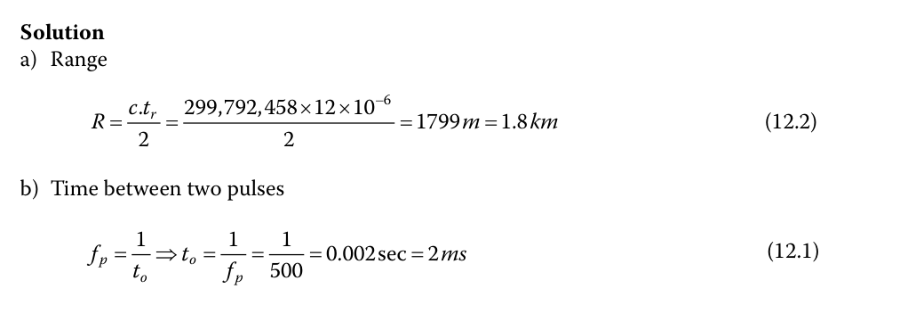 Solution
a) Range
R = c.t_r / 2 = 299,792,458×12×10^–6 / 2 = 1799 m = 1.8 km (12.2)
b) Time between two pulses
f_p = 1 / t_o ⇒ t_o = 1 / f_p = 1 / 500 = 0.002 sec = 2 ms (12.1)